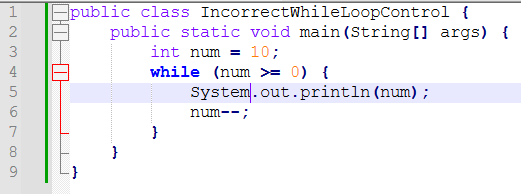 1 public class IncorrectWhileLoopControl {
2 public static void main(String[] args) {
3 int num = 10;
4 while (num >= 0) {
5 System.out.println(num);
6 num--;
7 }
8 }
9 }